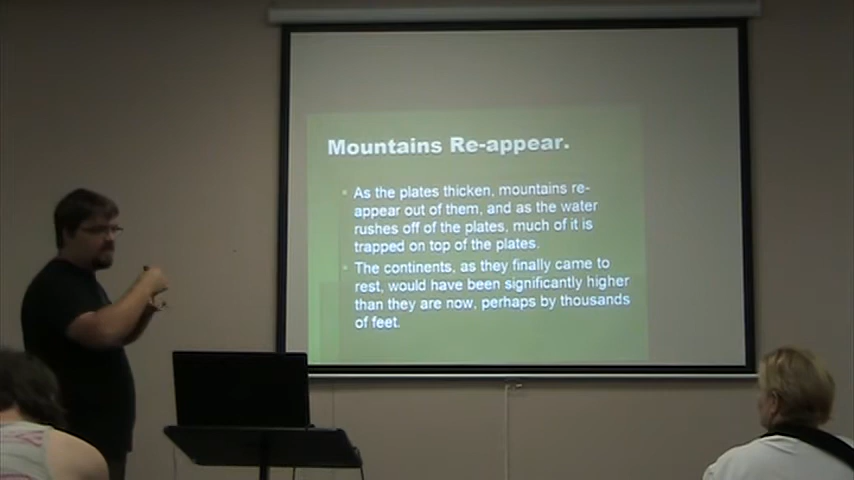 Mountains Re-appear.
As the plates thicken, mountains re-
appear out of them, and as the water
rushes off of the plates, much of it is
trapped on top of the plates.
The continents, as they finally came to
rest, would have been significantly higher
than they are now, perhaps by thousands
of feet.